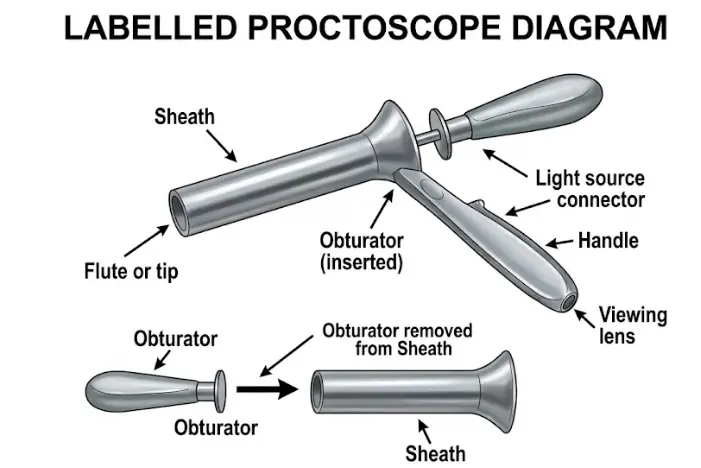 LABELLED PROCTOSCOPE DIAGRAM
Sheath
Light source
connector
Obturator
(inserted)
Handle
Flute or tip
Viewing
lens
Obturator
Obturator removed
from Sheath
Obturator
Sheath